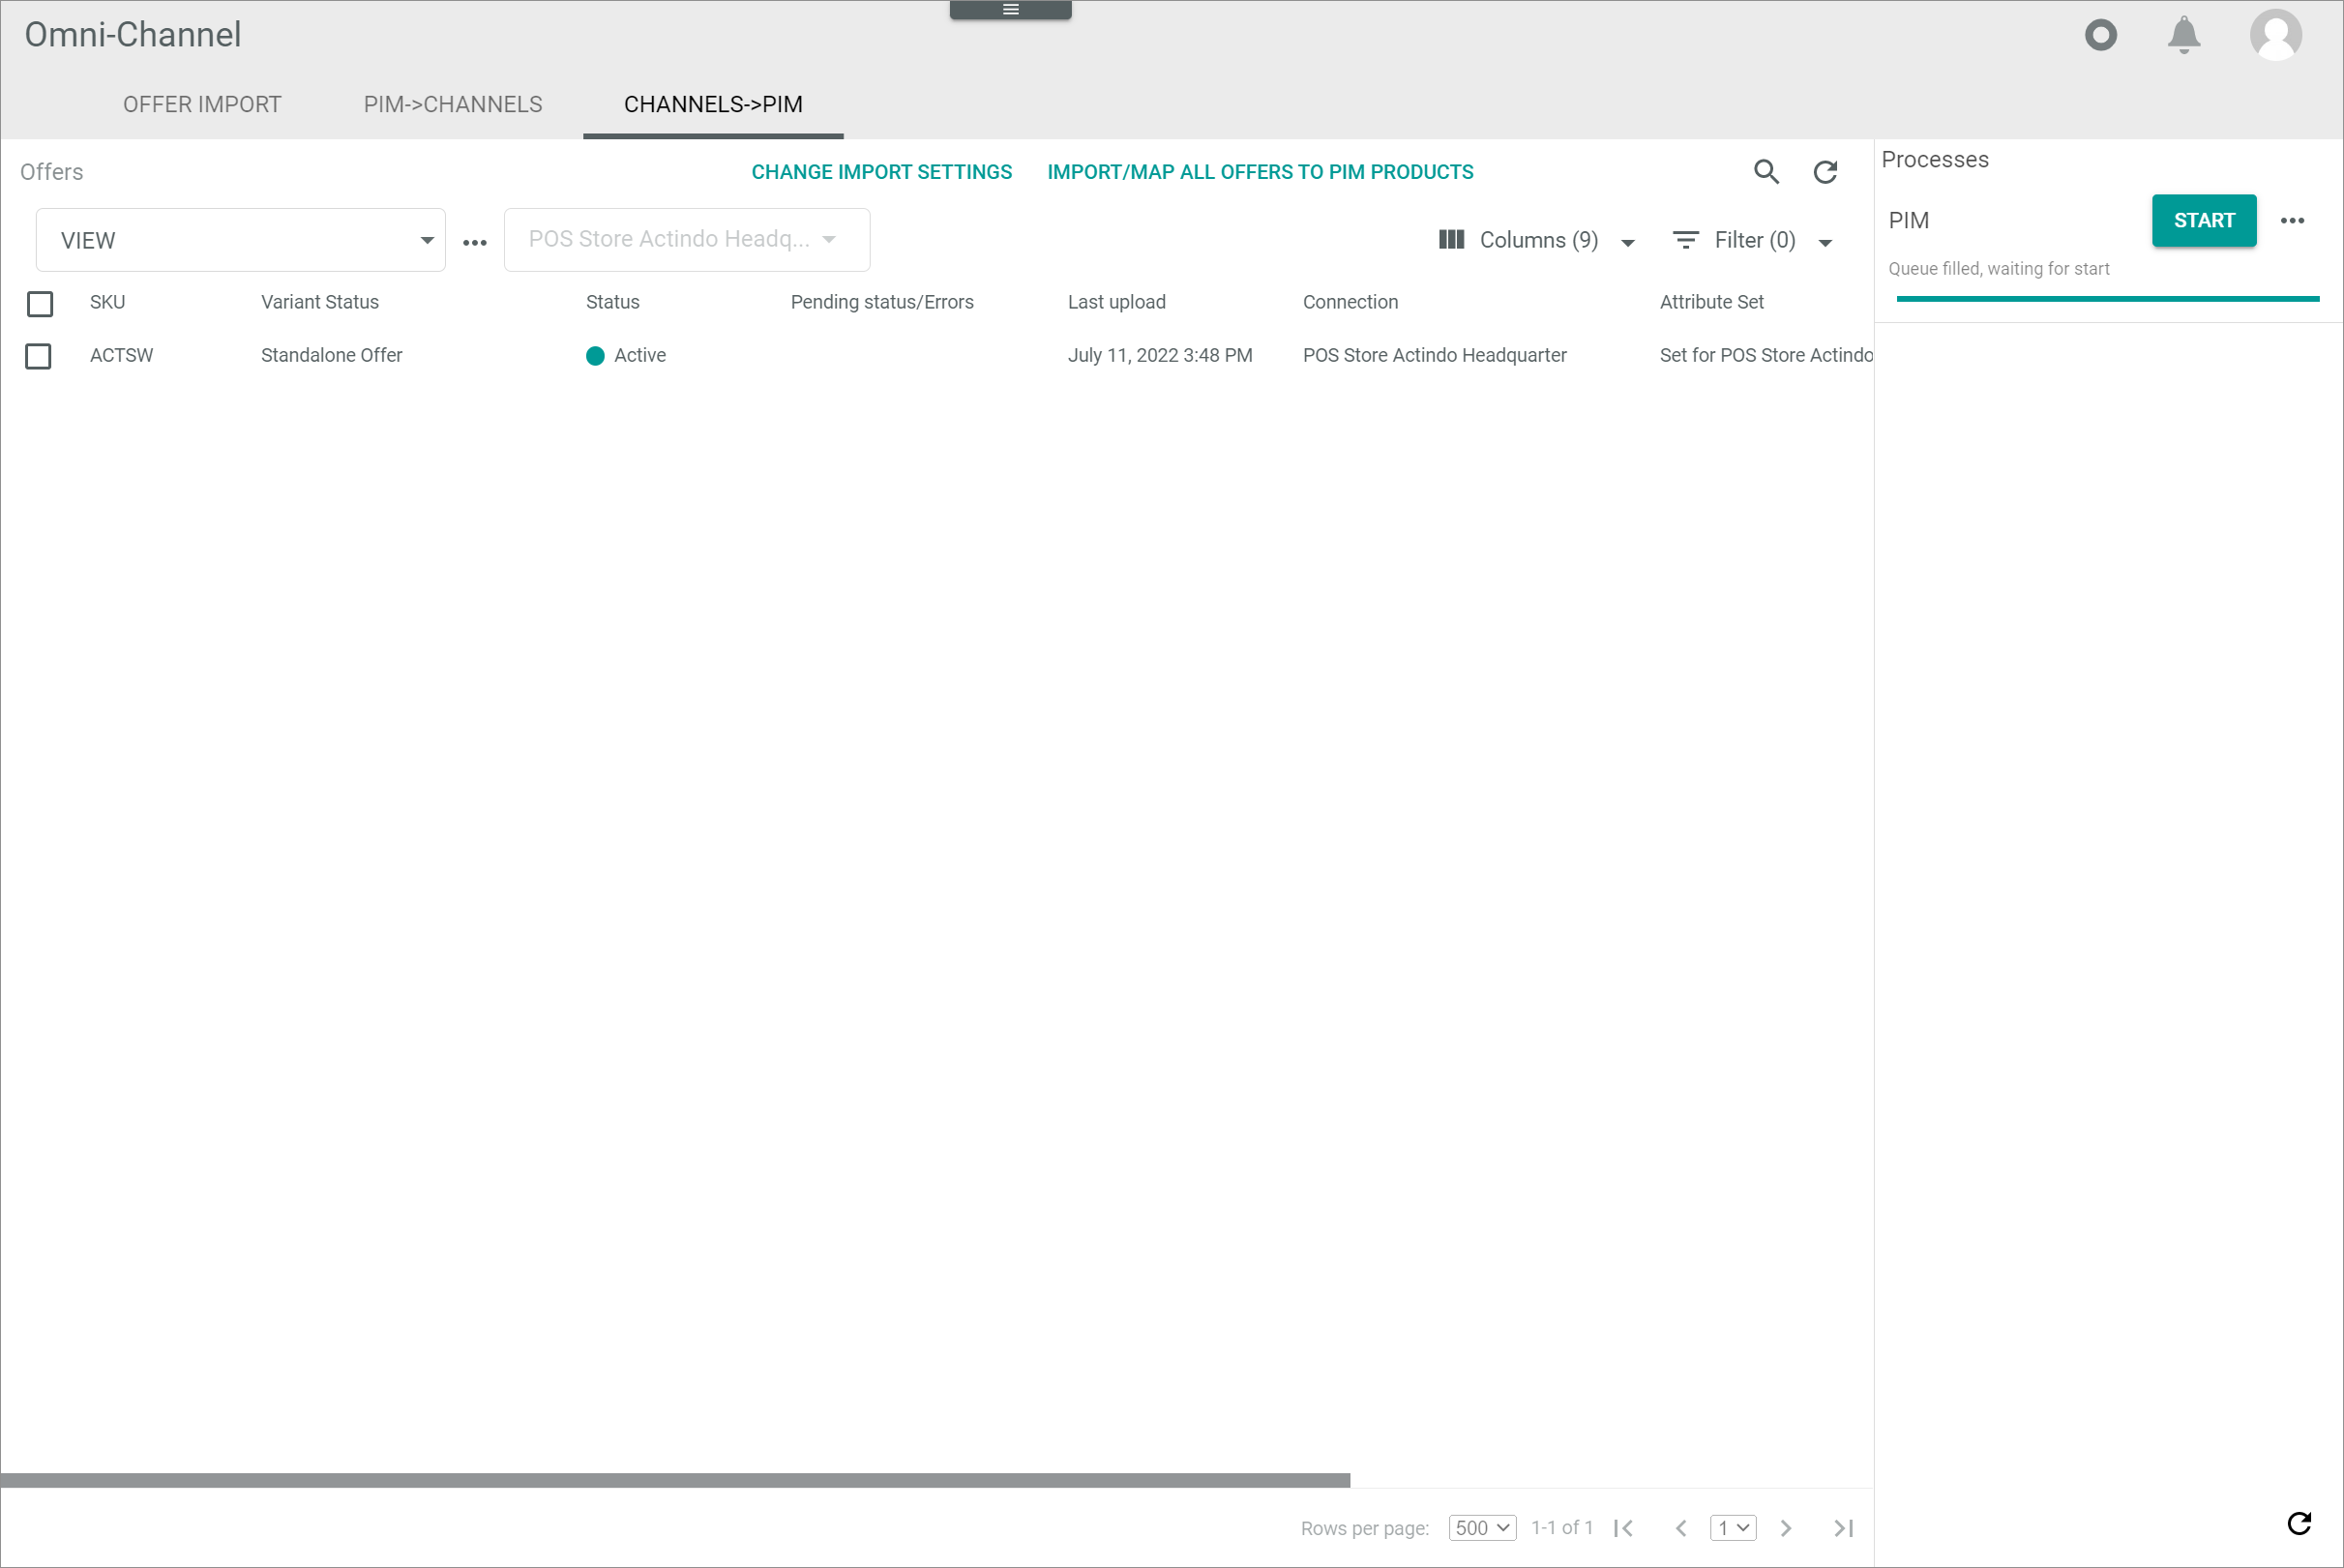 Omni-Channel
OFFER IMPORT PIM->CHANNELS CHANNELS->PIM
Offers CHANGE IMPORT SETTINGS IMPORT/MAP ALL OFFERS TO PIM PRODUCTS
VIEW POS Store Actindo Headq... Columns (9) Filter (0)
SKU Variant Status Status Pending status/Errors Last upload Connection Attribute Set
ACTSW Standalone Offer Active July 11, 2022 3:48 PM POS Store Actindo Headquarter Set for POS Store Actindo
Rows per page: 500 1-1 of 1 1
Processes
PIM START
Queue filled, waiting for start